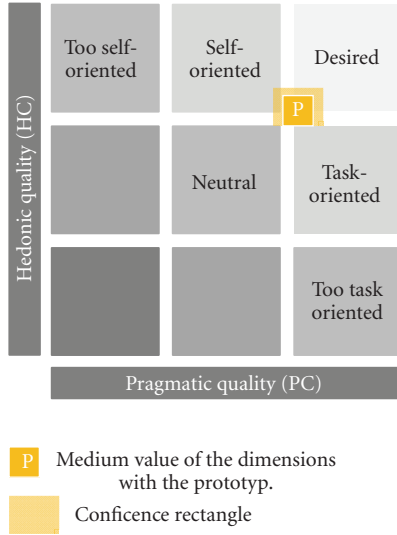 Too self-
oriented
Self-
oriented
Desired
P
Neutral
Task-
oriented
Too task
oriented
Hedonic quality (HC)
Pragmatic quality (PC)
P
Medium value of the dimensions
with the prototyp.
Conficence rectangle